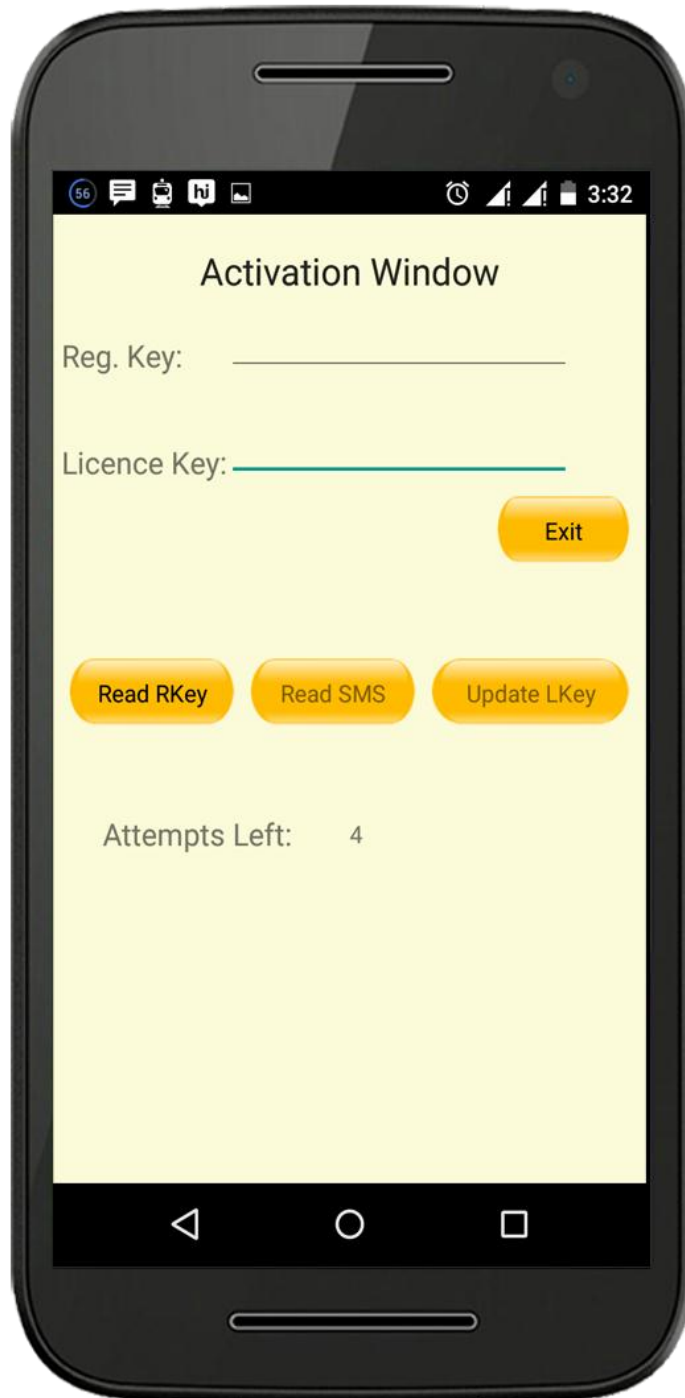 56 hi 3:32
Activation Window
Reg. Key:
Licence Key:
Exit
Read RKey Read SMS Update LKey
Attempts Left: 4